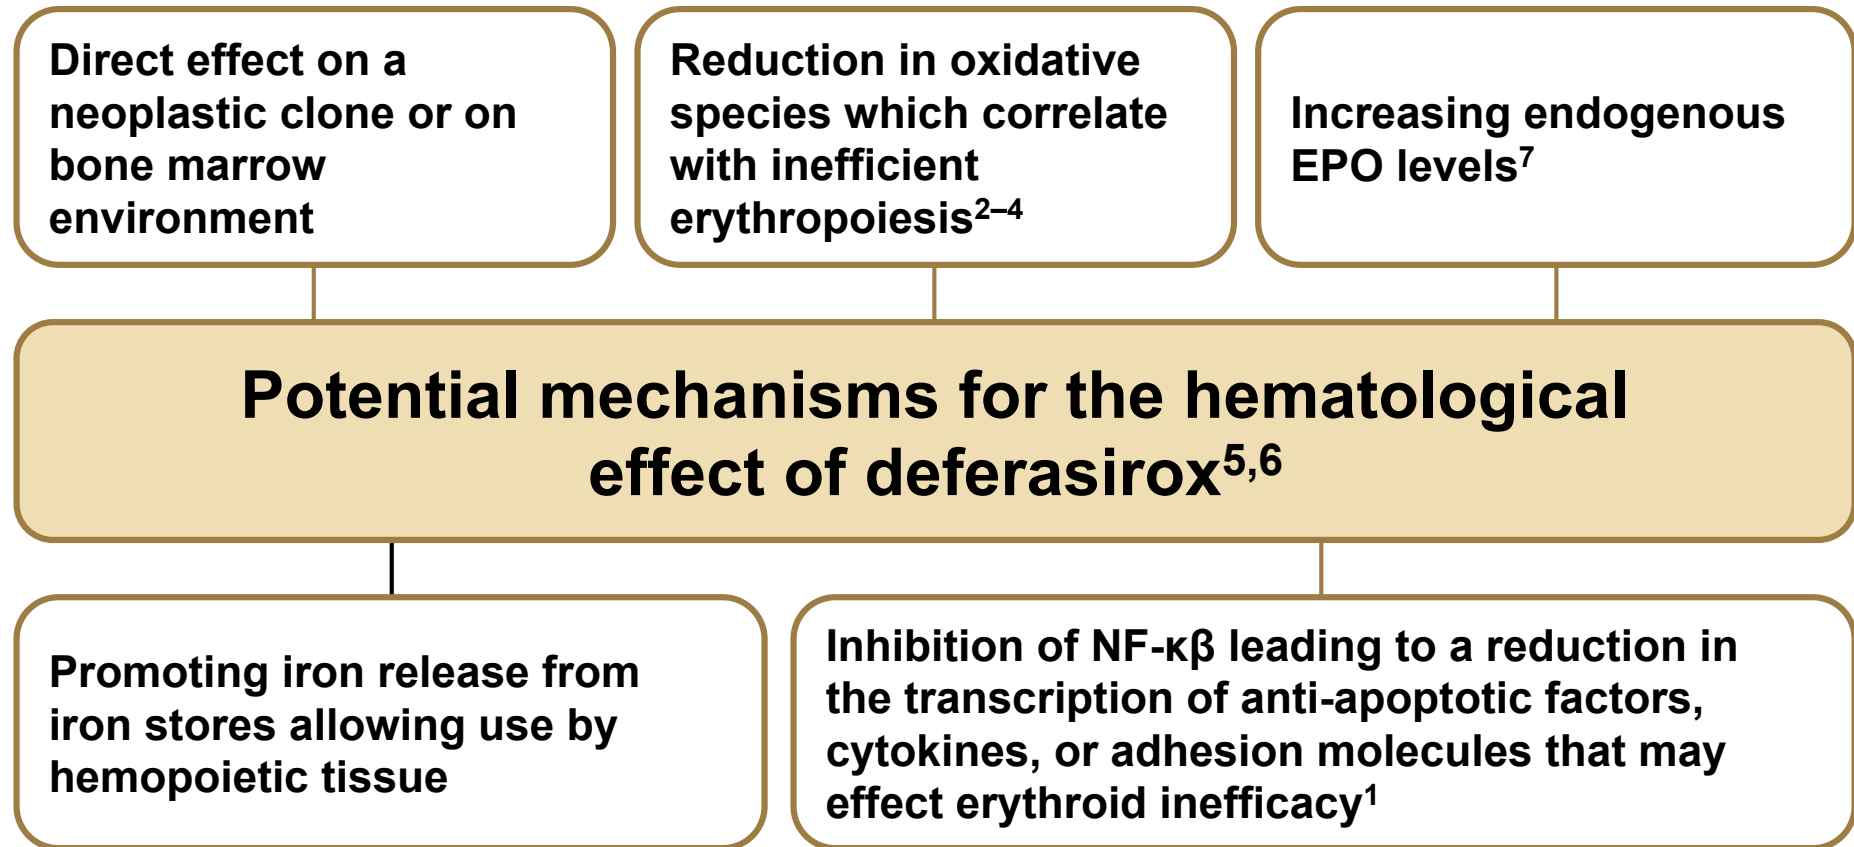 Direct effect on a
neoplastic clone or on
bone marrow
environment
Reduction in oxidative
species which correlate
with inefficient
erythropoiesis²⁻⁴
Increasing endogenous
EPO levels⁷
Potential mechanisms for the hematological
effect of deferasirox⁵,⁶
Promoting iron release from
iron stores allowing use by
hemopoietic tissue
Inhibition of NF-κβ leading to a reduction in
the transcription of anti-apoptotic factors,
cytokines, or adhesion molecules that may
effect erythroid inefficacy¹